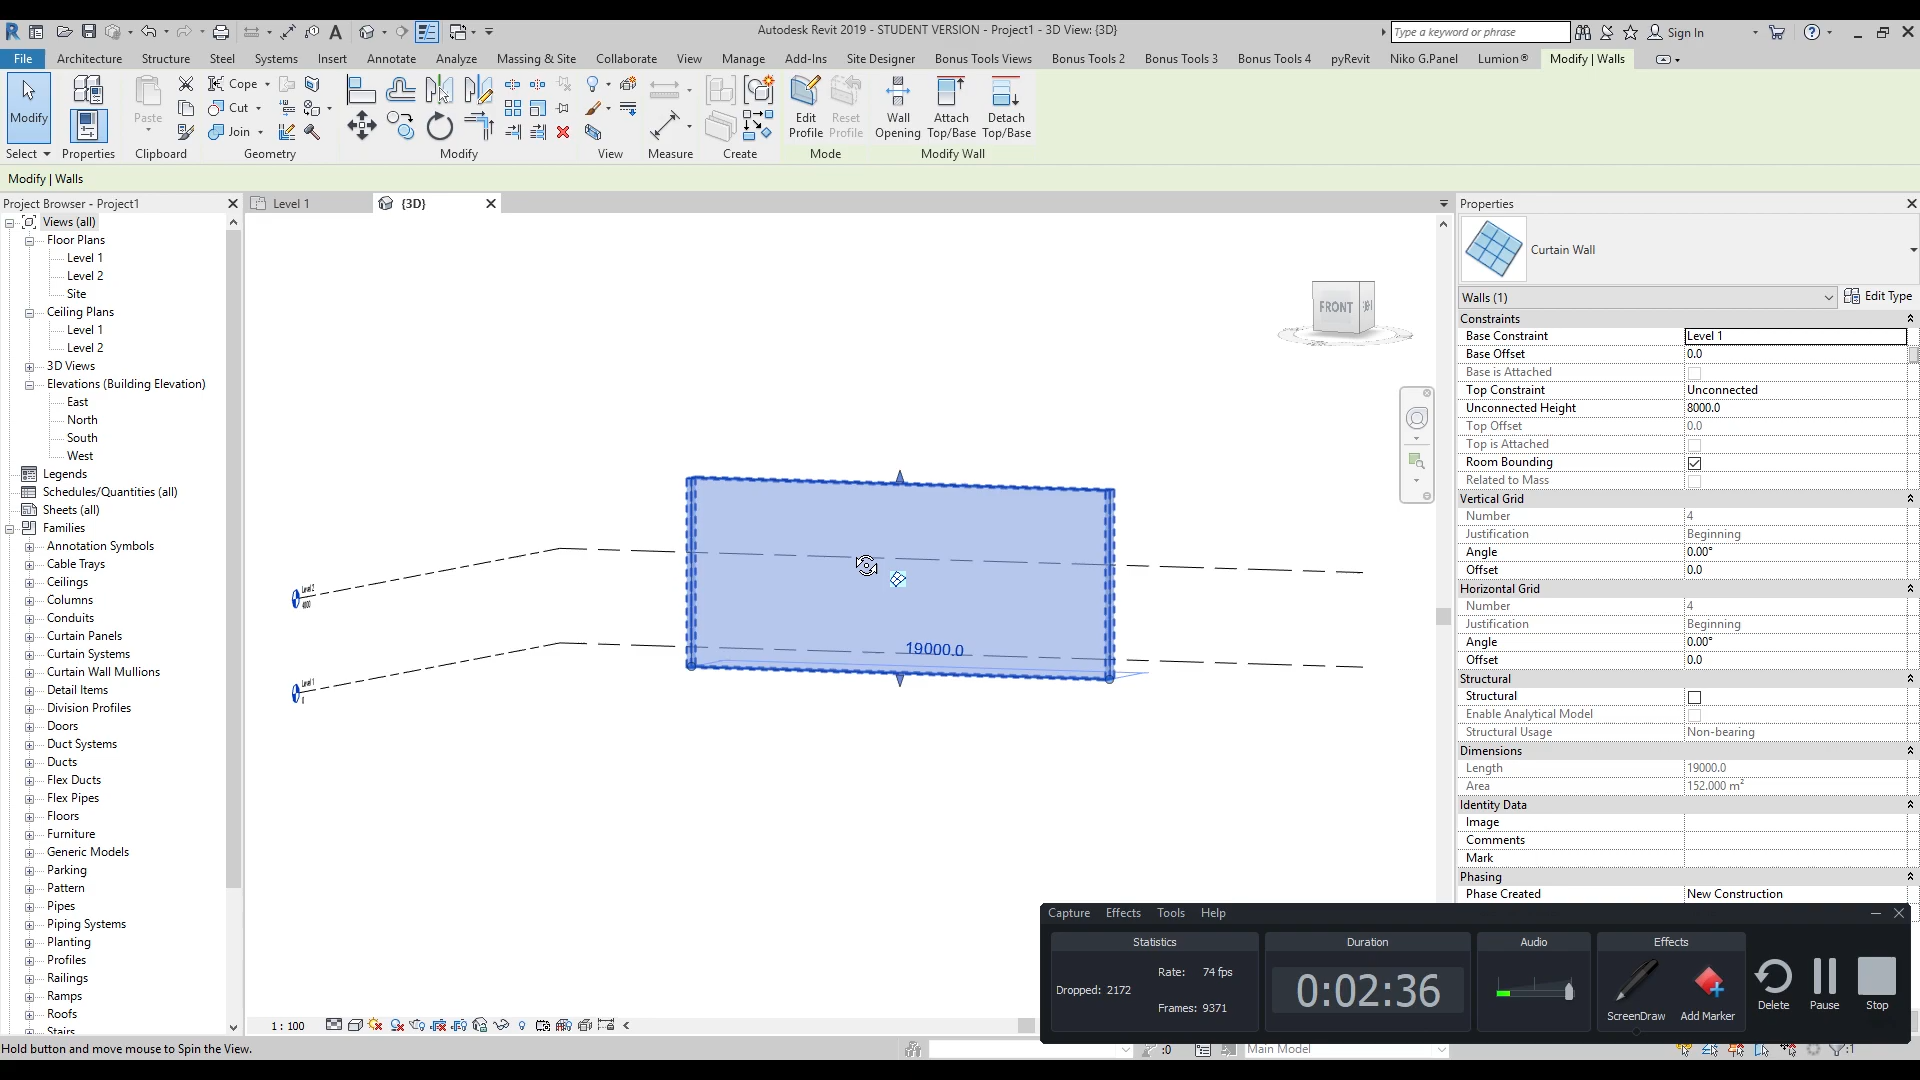 Autodesk Revit 2019 - STUDENT VERSION - Project1 - 3D View: {3D}
Type a keyword or phrase
Sign In
File Architecture Structure Steel Systems Insert Annotate Analyze Massing & Site Collaborate View Manage Add-Ins Site Designer Bonus Tools Views Bonus Tools 2 Bonus Tools 3 Bonus Tools 4 pyRevit Niko G.Panel Lumion® Modify | Walls
Modify
Paste
Cope
Cut
Join
Edit Profile
Reset Profile
Wall Opening
Attach Top/Base
Detach Top/Base
Select Properties Clipboard Geometry Modify View Measure Create Mode Modify Wall
Modify | Walls
Project Browser - Project1
Views (all)
Floor Plans
Level 1
Level 2
Site
Ceiling Plans
Level 1
Level 2
3D Views
Elevations (Building Elevation)
East
North
South
West
Legends
Schedules/Quantities (all)
Sheets (all)
Families
Annotation Symbols
Cable Trays
Ceilings
Columns
Conduits
Curtain Panels
Curtain Systems
Curtain Wall Mullions
Detail Items
Division Profiles
Doors
Duct Systems
Ducts
Flex Ducts
Flex Pipes
Floors
Furniture
Generic Models
Parking
Pattern
Pipes
Piping Systems
Planting
Profiles
Railings
Ramps
Roofs
Stairs
Level 1
{3D}
FRONT
Level 2
Level 1
0
19000.0
1 : 100
Properties
Curtain Wall
Walls (1)
Edit Type
Constraints
Base Constraint Level 1
Base Offset 0.0
Base is Attached
Top Constraint Unconnected
Unconnected Height 8000.0
Top Offset 0.0
Top is Attached
Room Bounding
Related to Mass
Vertical Grid
Number 4
Justification Beginning
Angle 0.00°
Offset 0.0
Horizontal Grid
Number 4
Justification Beginning
Angle 0.00°
Offset 0.0
Structural
Structural
Enable Analytical Model
Structural Usage Non-bearing
Dimensions
Length 19000.0
Area 152.000 m²
Identity Data
Image
Comments
Mark
Phasing
Phase Created New Construction
Capture Effects Tools Help
Statistics
Rate: 74 fps
Dropped: 2172
Frames: 9371
Duration
0:02:36
Audio
Effects
ScreenDraw
Add Marker
Delete
Pause
Stop
Hold button and move mouse to Spin the View.
:0
Main Model
:1